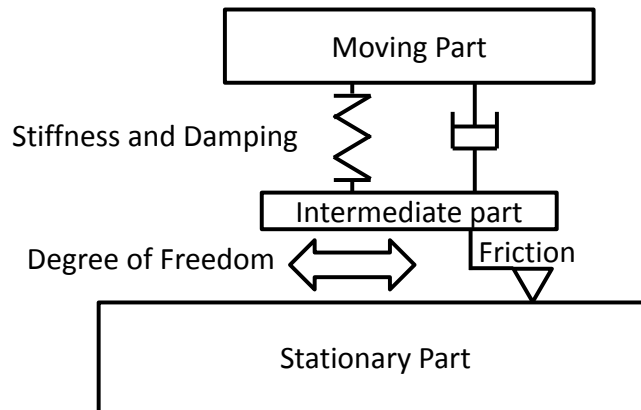 Moving Part
Stiffness and Damping
Intermediate part
Degree of Freedom
Friction
Stationary Part